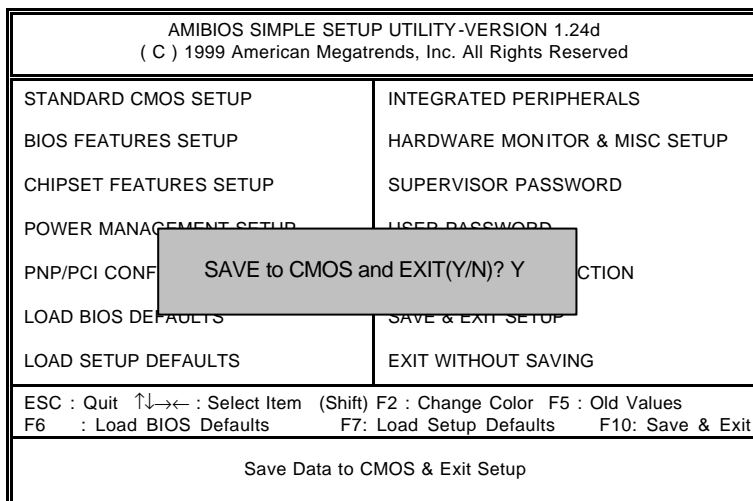 AMIBIOS SIMPLE SETUP UTILITY-VERSION 1.24d
( C ) 1999 American Megatrends, Inc. All Rights Reserved
STANDARD CMOS SETUP
BIOS FEATURES SETUP
CHIPSET FEATURES SETUP
POWER MANAGEMENT SETUP
PNP/PCI CONF
LOAD BIOS DEFAULTS
LOAD SETUP DEFAULTS
INTEGRATED PERIPHERALS
HARDWARE MONITOR & MISC SETUP
SUPERVISOR PASSWORD
USER PASSWORD
CTION
SAVE & EXIT SETUP
EXIT WITHOUT SAVING
SAVE to CMOS and EXIT(Y/N)? Y
ESC : Quit ↑↓→← : Select Item (Shift) F2 : Change Color F5 : Old Values
F6 : Load BIOS Defaults F7: Load Setup Defaults F10: Save & Exit
Save Data to CMOS & Exit Setup